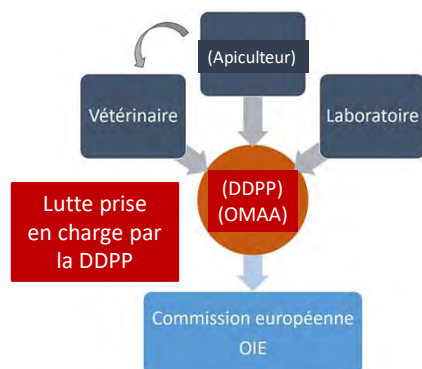 (Apiculteur)
Vétérinaire
Laboratoire
(DDPP)
(OMAA)
Lutte prise
en charge par
la DDPP
Commission européenne
OIE